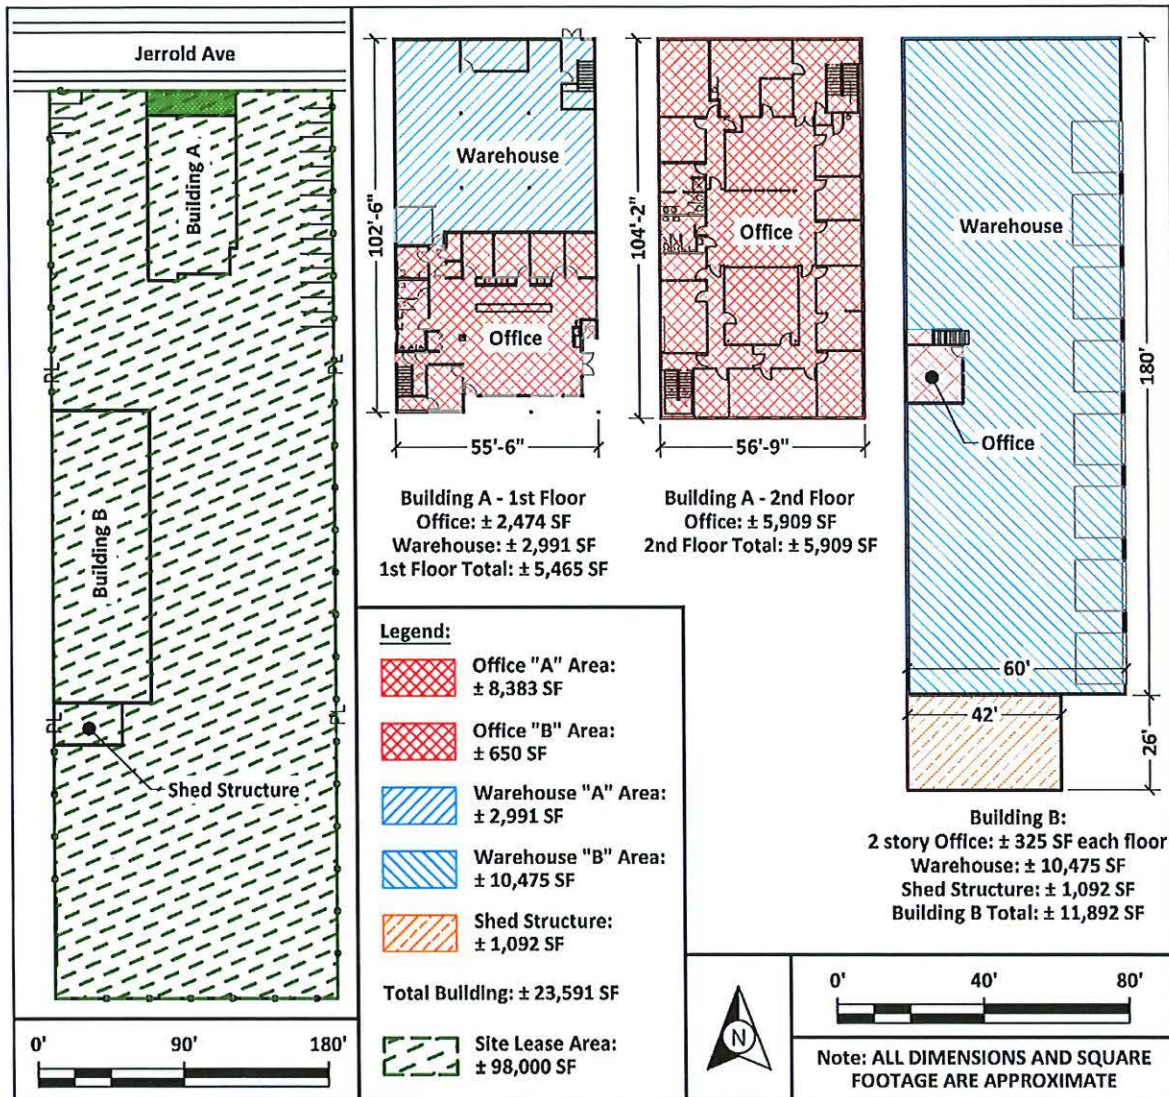 Jerrold Ave
Building A
PL
PL
Building B
PL
PL
Shed Structure
0' 90' 180'
Warehouse
Office
102'-6"
55'-6"
Building A - 1st Floor
Office: ± 2,474 SF
Warehouse: ± 2,991 SF
1st Floor Total: ± 5,465 SF
Office
104'-2"
56'-9"
Building A - 2nd Floor
Office: ± 5,909 SF
2nd Floor Total: ± 5,909 SF
Warehouse
Office
180'
60'
42'
26'
Building B:
2 story Office: ± 325 SF each floor
Warehouse: ± 10,475 SF
Shed Structure: ± 1,092 SF
Building B Total: ± 11,892 SF
Legend:
Office "A" Area:
± 8,383 SF
Office "B" Area:
± 650 SF
Warehouse "A" Area:
± 2,991 SF
Warehouse "B" Area:
± 10,475 SF
Shed Structure:
± 1,092 SF
Total Building: ± 23,591 SF
Site Lease Area:
± 98,000 SF
N
0' 40' 80'
Note: ALL DIMENSIONS AND SQUARE
FOOTAGE ARE APPROXIMATE